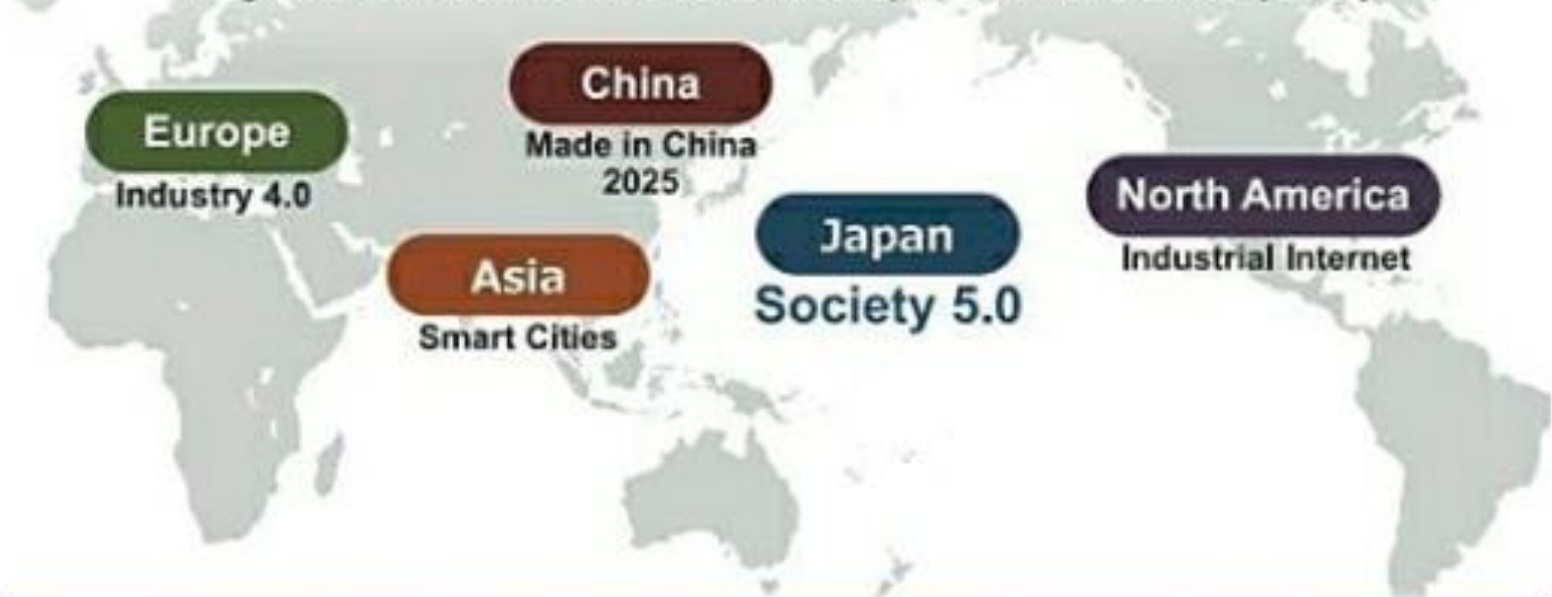 China
Made in China
2025
Europe
Industry 4.0
North America
Industrial Internet
Japan
Society 5.0
Asia
Smart Cities